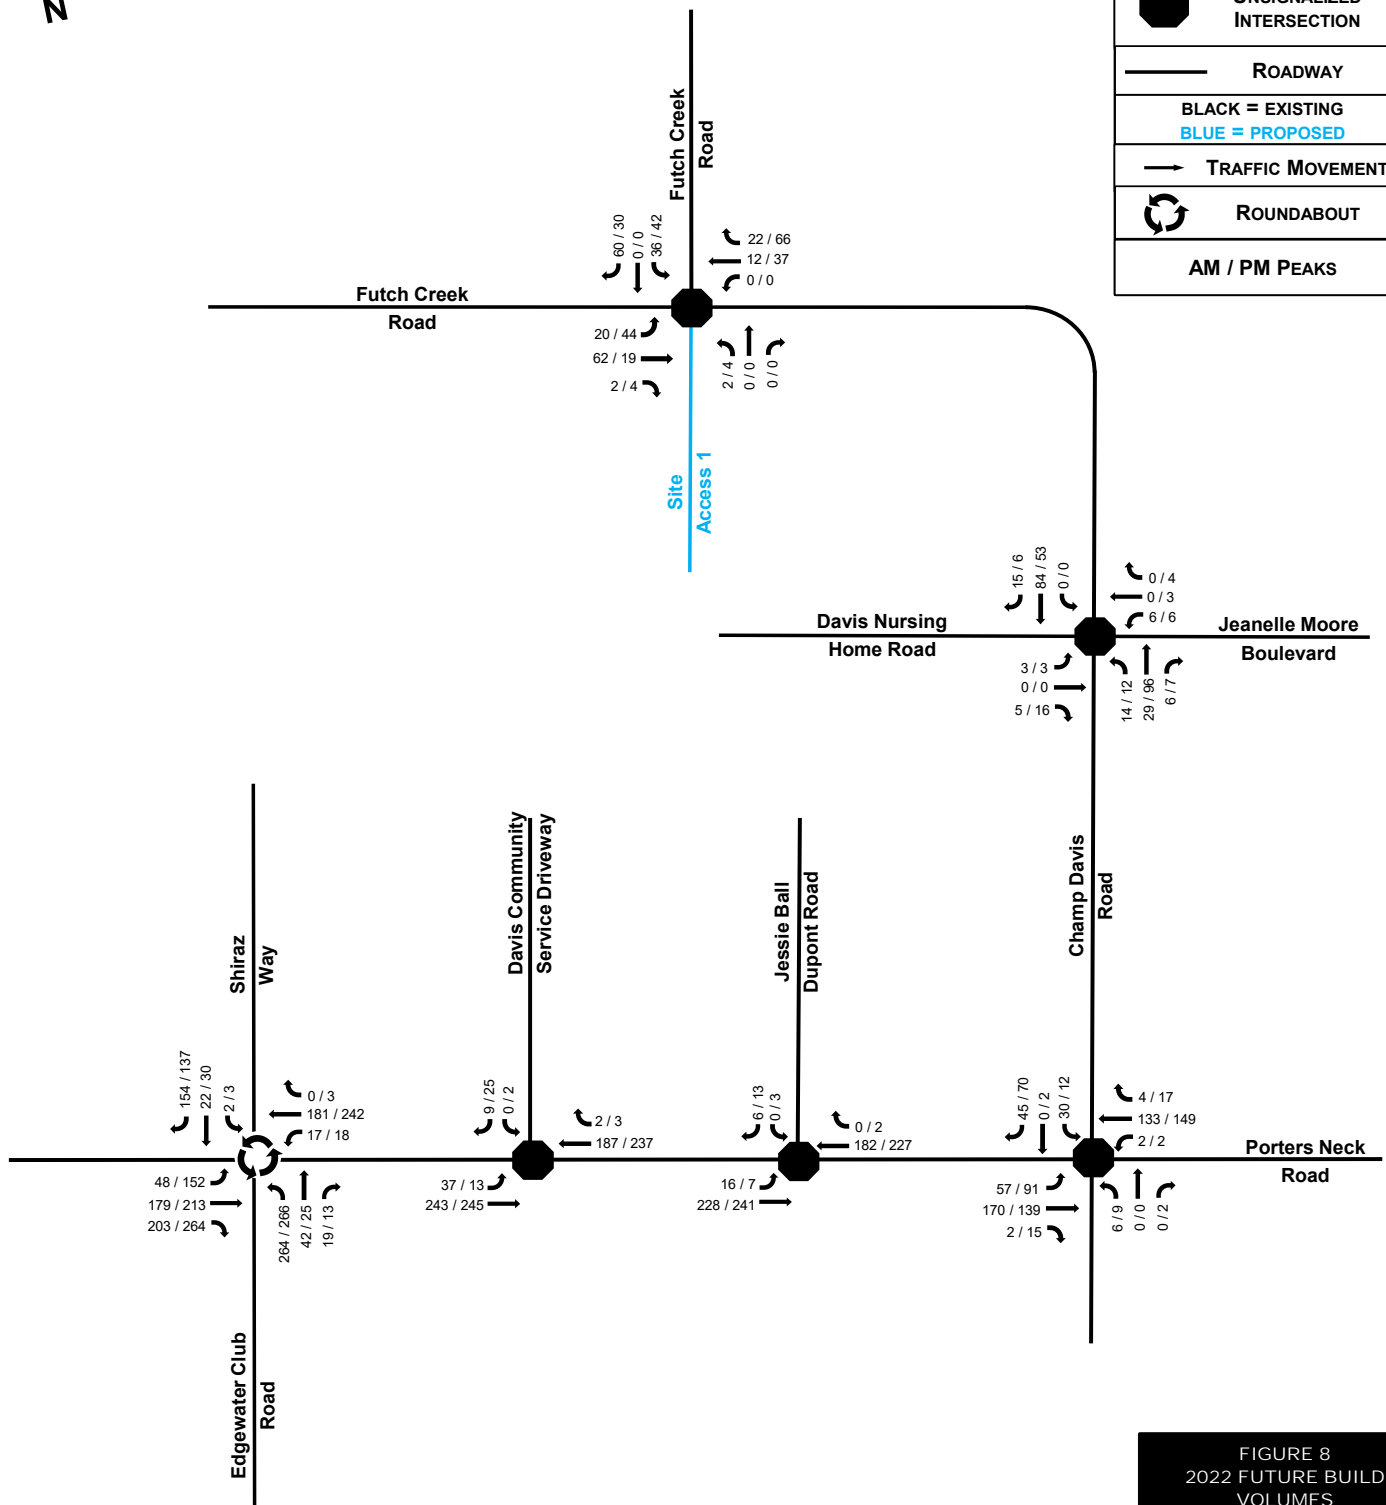 N
UNSIGNALIZED
INTERSECTION
ROADWAY
BLACK = EXISTING
BLUE = PROPOSED
TRAFFIC MOVEMENT
ROUNDABOUT
AM / PM PEAKS
Futch Creek
Road
60 / 30
0 / 0
36 / 42
22 / 66
12 / 37
0 / 0
Futch Creek
Road
20 / 44
62 / 19
2 / 4
2 / 4
0 / 0
0 / 0
Site
Access 1
15 / 6
84 / 53
0 / 0
0 / 4
0 / 3
6 / 6
Davis Nursing
Home Road
Jeanelle Moore
Boulevard
3 / 3
0 / 0
5 / 16
14 / 12
29 / 96
6 / 7
Shiraz
Way
Davis Community
Service Driveway
Jessie Ball
Dupont Road
Champ Davis
Road
154 / 137
22 / 30
2 / 3
0 / 3
181 / 242
17 / 18
48 / 152
179 / 213
203 / 264
264 / 266
42 / 25
19 / 13
9 / 25
0 / 2
2 / 3
187 / 237
37 / 13
243 / 245
6 / 13
0 / 3
0 / 2
182 / 227
16 / 7
228 / 241
45 / 70
0 / 2
30 / 12
4 / 17
133 / 149
2 / 2
57 / 91
170 / 139
2 / 15
6 / 9
0 / 0
0 / 2
Porters Neck
Road
Edgewater Club
Road
FIGURE 8
2022 FUTURE BUILD
VOLUMES